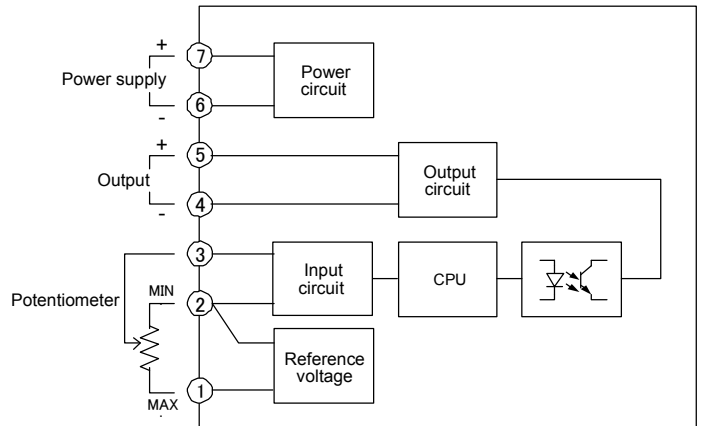 +
7
Power supply
Power
circuit
6
-
+
5
Output
Output
circuit
4
-
3
Potentiometer
MIN
2
Input
circuit
CPU
Reference
voltage
1
MAX